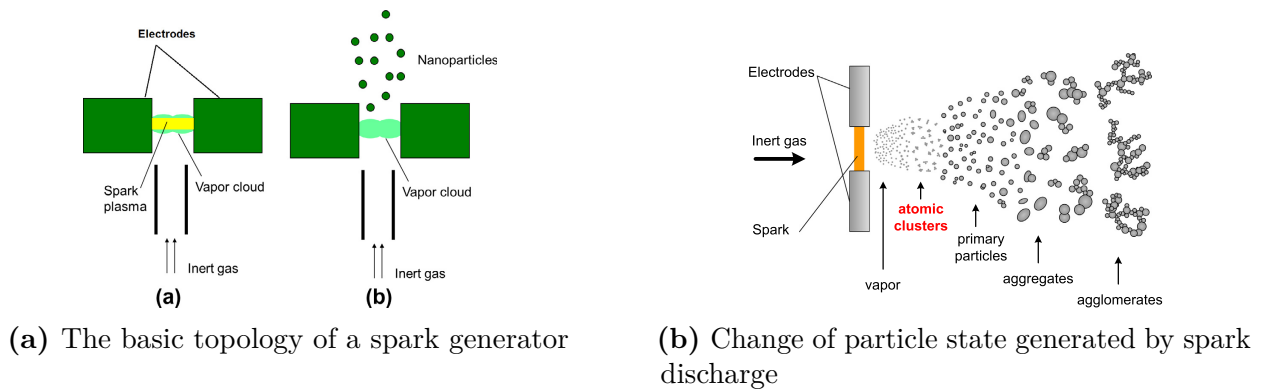 Electrodes
Nanoparticles
Spark
plasma
Vapor cloud
Vapor cloud
Inert gas
Inert gas
(a)
(b)
(a) The basic topology of a spark generator
Electrodes
Inert gas
Spark
vapor
atomic
clusters
primary
particles
aggregates
agglomerates
(b) Change of particle state generated by spark
discharge